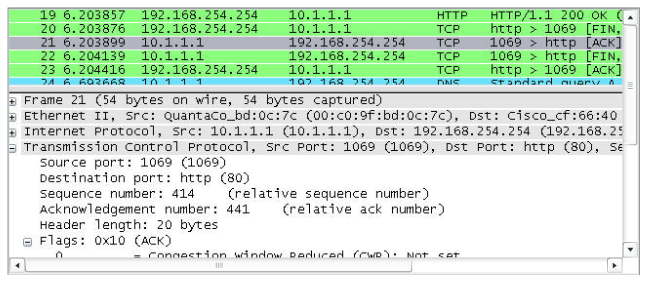 19 6.203857 192.168.254.254 10.1.1.1 HTTP HTTP/1.1 200 OK (
20 6.203876 192.168.254.254 10.1.1.1 TCP http > 1069 [FIN,
21 6.203899 10.1.1.1 192.168.254.254 TCP 1069 > http [ACK]
22 6.204139 10.1.1.1 192.168.254.254 TCP 1069 > http [FIN,
23 6.204416 192.168.254.254 10.1.1.1 TCP http > 1069 [ACK]
24 6.693668 10.1.1.1 192.168.254.254 DNS Standard query A
Frame 21 (54 bytes on wire, 54 bytes captured)
Ethernet II, Src: QuantaCo_bd:0c:7c (00:c0:9f:bd:0c:7c), Dst: Cisco_cf:66:40
Internet Protocol, Src: 10.1.1.1 (10.1.1.1), Dst: 192.168.254.254 (192.168.25
Transmission Control Protocol, Src Port: 1069 (1069), Dst Port: http (80), Se
Source port: 1069 (1069)
Destination port: http (80)
Sequence number: 414 (relative sequence number)
Acknowledgement number: 441 (relative ack number)
Header length: 20 bytes
Flags: 0x10 (ACK)
0... .... = Congestion Window Reduced (CWR): Not set